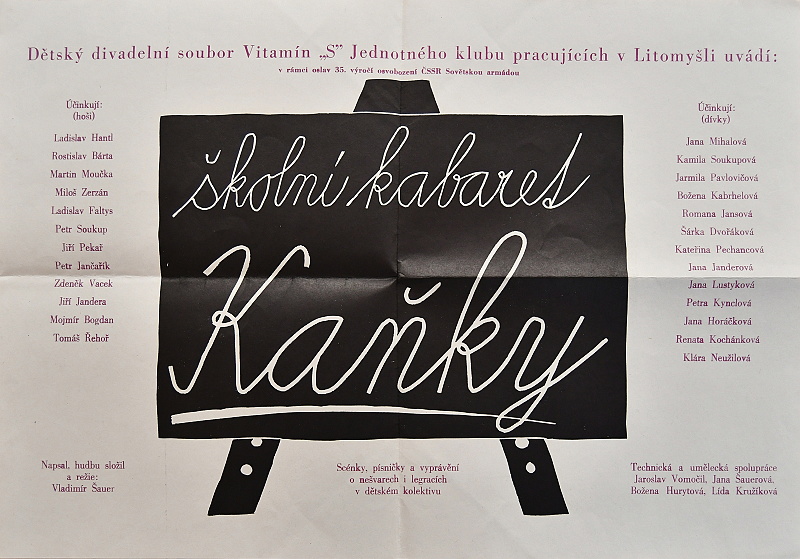 Dětský divadelní soubor Vitamín „S" Jednotného klubu pracujících v Litomyšli uvádí:
v rámci oslav 35. výročí osvobození ČSSR Sovětskou armádou
Účinkují:
(hoši)
Ladislav Hantl
Rostislav Bárta
Martin Moučka
Miloš Zerzán
Ladislav Faltys
Petr Soukup
Jiří Pekař
Petr Jančařík
Zdeněk Vacek
Jiří Jandera
Mojmír Bogdan
Tomáš Řehoř
školní kabaret
Kaňky
Účinkují:
(dívky)
Jana Mihalová
Kamila Soukupová
Jarmila Pavlovičová
Božena Kabrhelová
Romana Jansová
Šárka Dvořáková
Kateřina Pechancová
Jana Janderová
Jana Lustyková
Petra Kynclová
Jana Horáčková
Renata Kochánková
Klára Neužilová
Napsal, hudbu složil
a režie:
Vladimír Šauer
Scénky, písničky a vyprávění
o nešvarech i legracích
v dětském kolektivu
Technická a umělecká spolupráce
Jaroslav Vomočil, Jana Šauerová,
Božena Hurytová, Lída Kružíková